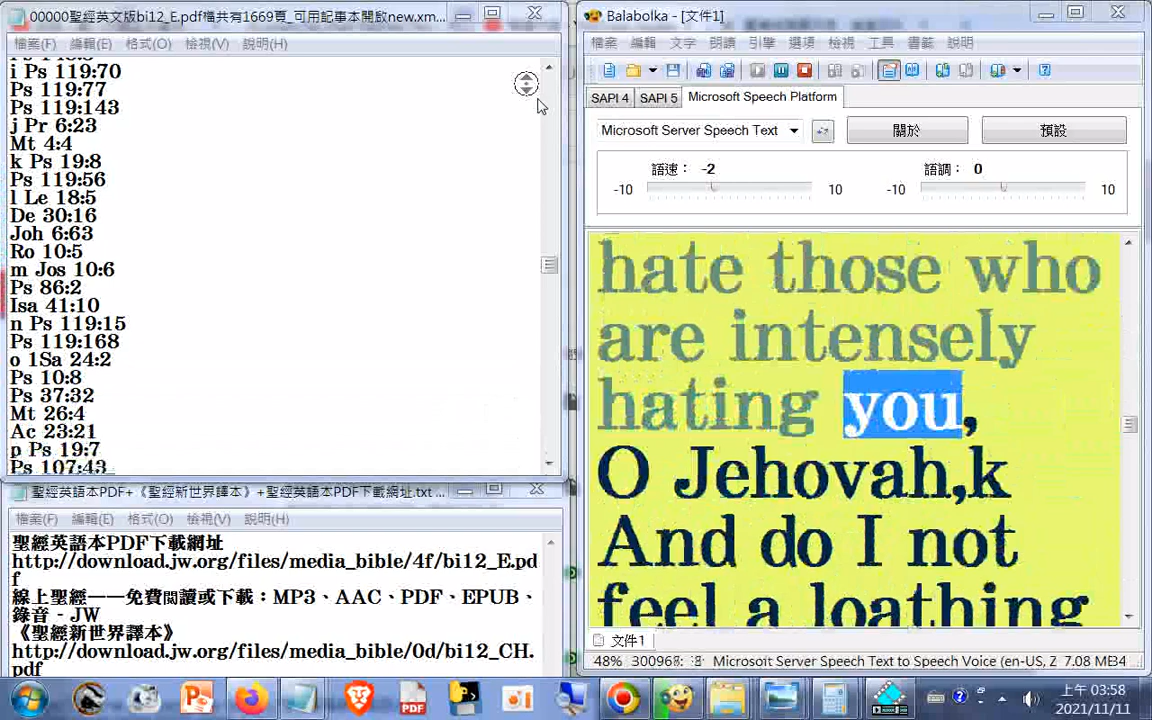 00000聖經英文版bi12_E.pdf檔共有1669頁_可用記事本開啟new.xm...
檔案(F) 編輯(E) 格式(O) 檢視(V) 說明(H)
i Ps 119:70
Ps 119:77
Ps 119:143
j Pr 6:23
Mt 4:4
k Ps 19:8
Ps 119:56
l Le 18:5
De 30:16
Joh 6:63
Ro 10:5
m Jos 10:6
Ps 86:2
Isa 41:10
n Ps 119:15
Ps 119:168
o 1Sa 24:2
Ps 10:8
Ps 37:32
Mt 26:4
Ac 23:21
p Ps 19:7
Ps 107:43
聖經英語本PDF+《聖經新世界譯本》+聖經英語本PDF下載網址.txt ...
檔案(F) 編輯(E) 格式(O) 檢視(V) 說明(H)
聖經英語本PDF下載網址
http://download.jw.org/files/media_bible/4f/bi12_E.pd
f
線上聖經——免費閱讀或下載：MP3、AAC、PDF、EPUB、
錄音 - JW
《聖經新世界譯本》
http://download.jw.org/files/media_bible/0d/bi12_CH.
pdf
Balabolka - [文件1]
檔案 編輯 文字 朗讀 引擎 選項 檢視 工具 書籤 說明
SAPI 4 SAPI 5 Microsoft Speech Platform
Microsoft Server Speech Text 關於 預設
語速： -2 語調： 0
-10 10 -10 10
hate those who
are intensely
hating you,
O Jehovah,k
And do I not
feel a loathing
文件1
48% Microsoft Server Speech Text to Speech Voice (en-US, Z 7.08 MB
PDF
上午 03:58
2021/11/11